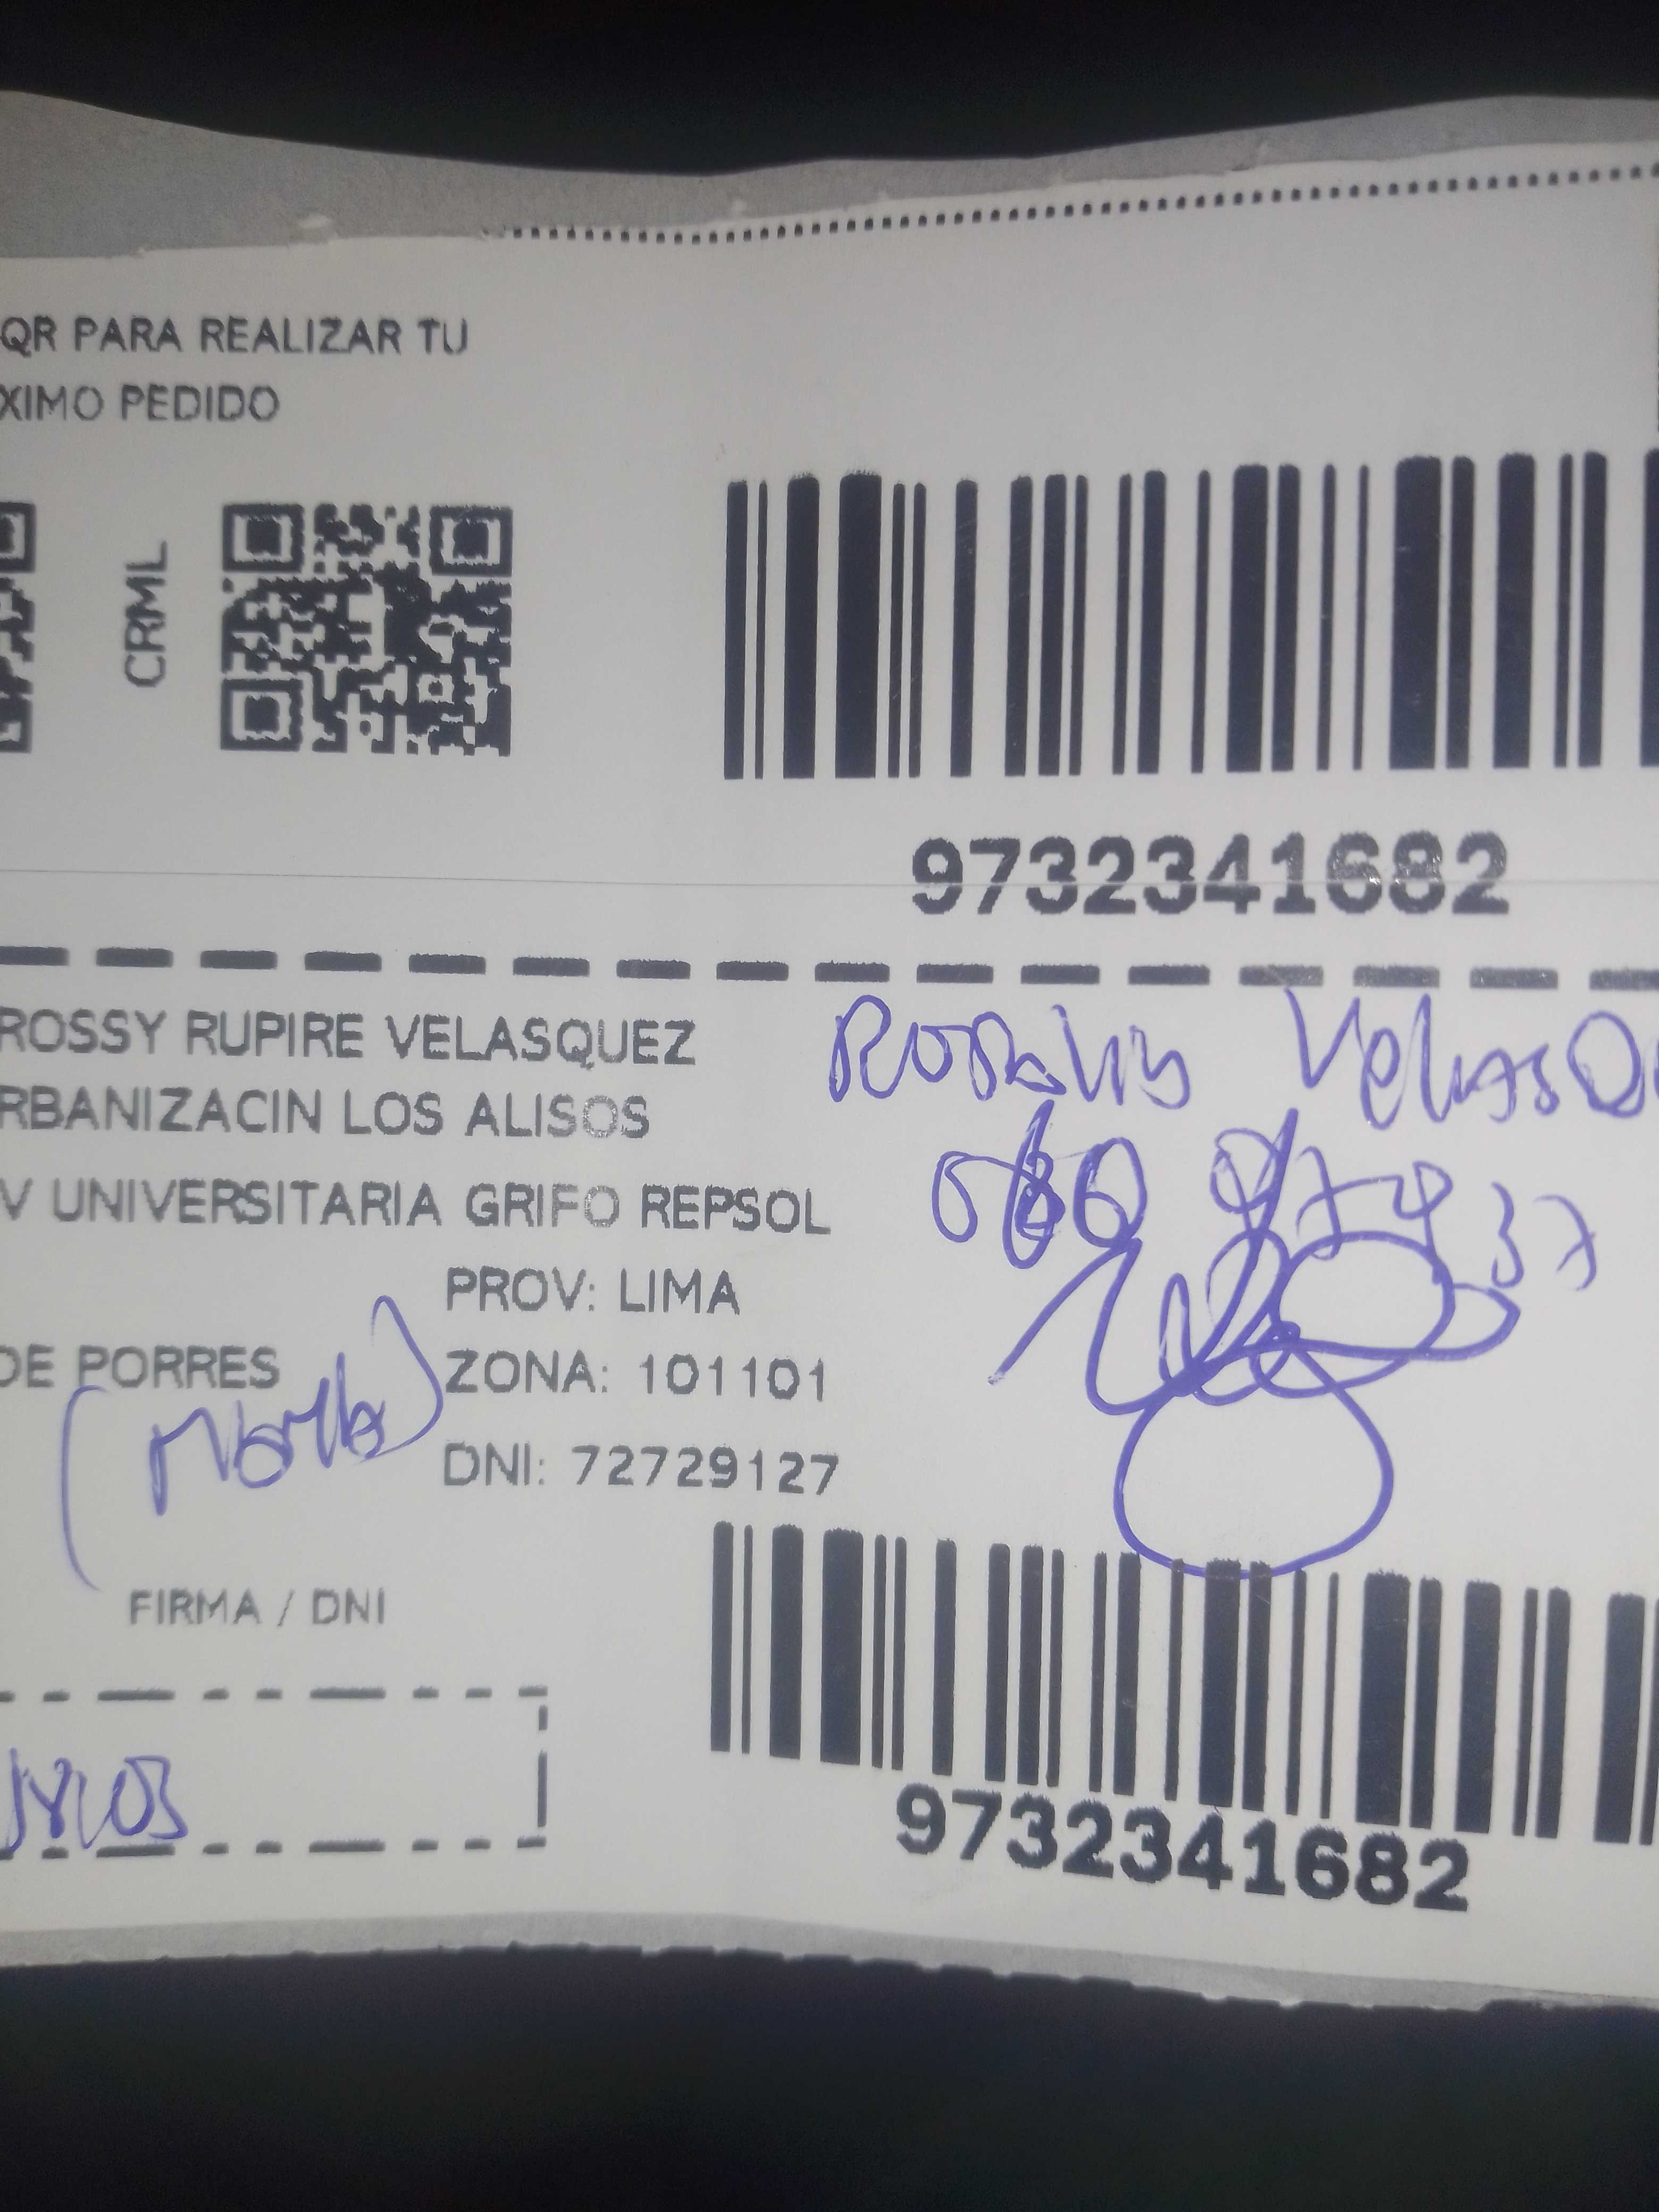 QR PARA REALIZAR TU
XIMO PEDIDO
CRML
9732341682
ROSSY RUPIRE VELASQUEZ
RBANIZACIN LOS ALISOS
V UNIVERSITARIA GRIFO REPSOL
PROV: LIMA
DE PORRES
ZONA: 101101
DNI: 72729127
FIRMA / DNI
9732341682